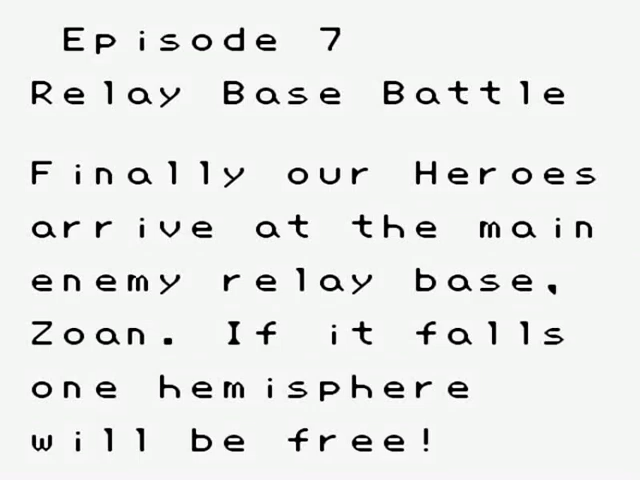 Episode 7
Relay Base Battle
Finally our Heroes
arrive at the main
enemy relay base,
Zoan. If it falls
one hemisphere
will be free!